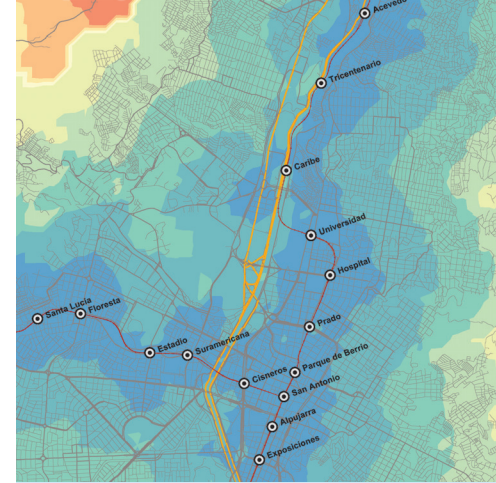 Acevedo
Tricentenario
Caribe
Universidad
Hospital
Santa Lucía
Floresta
Prado
Estadio
Suramericana
Parque de Berrío
Cisneros
San Antonio
Alpujarra
Exposiciones